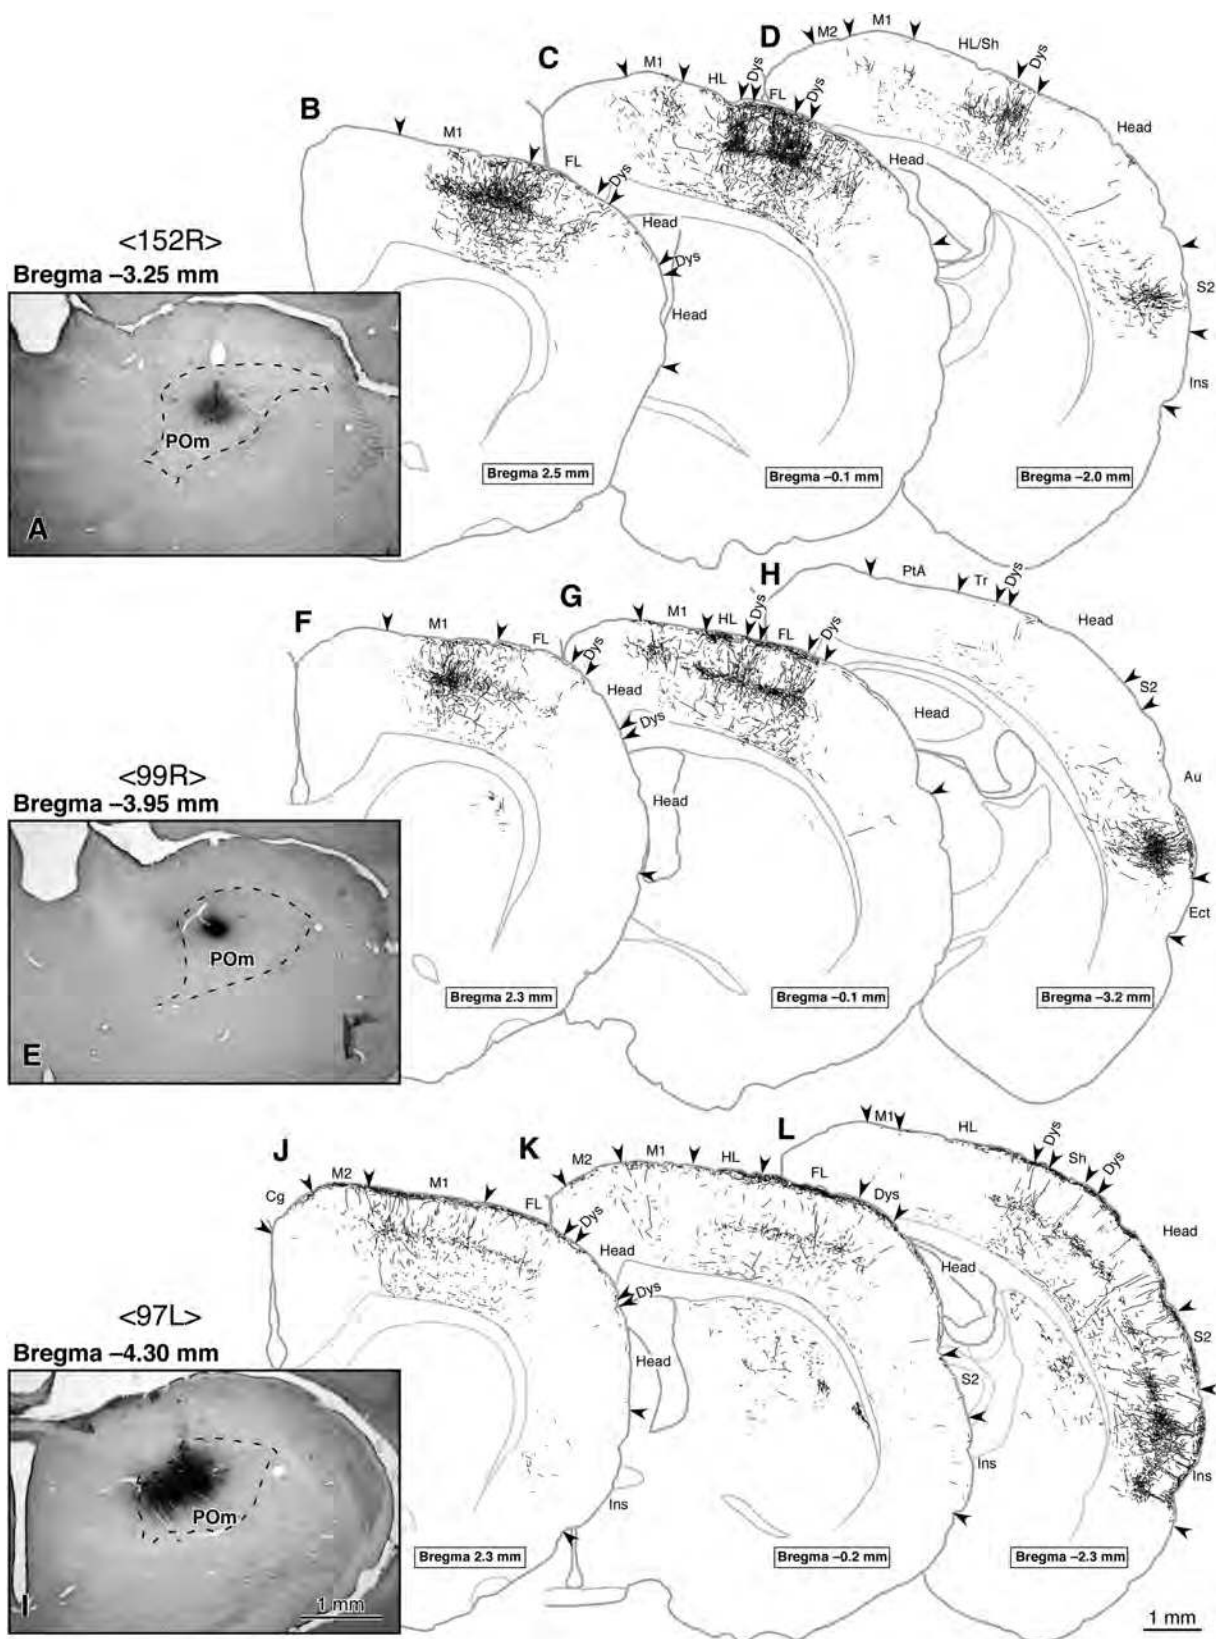 D
M2
M1
HL/Sh
Dys
Head
S2
Ins
Bregma –2.0 mm
C
M1
HL
Dys
FL
Dys
Head
Bregma –0.1 mm
B
M1
FL
Dys
Head
Dys
Head
Bregma 2.5 mm
<152R>
Bregma –3.25 mm
POm
A
H
PtA
Tr
Dys
Head
S2
Au
Ect
Head
Bregma –3.2 mm
G
M1
HL
Dys
FL
Dys
Head
Bregma –0.1 mm
F
M1
FL
Dys
Head
Dys
Bregma 2.3 mm
<99R>
Bregma –3.95 mm
POm
E
L
M1
HL
Dys
Sh
Dys
Head
S2
Ins
Head
Bregma –2.3 mm
K
M2
M1
HL
FL
Dys
Head
S2
Ins
Bregma –0.2 mm
J
Cg
M2
M1
FL
Dys
Head
Dys
Head
Ins
Bregma 2.3 mm
<97L>
Bregma –4.30 mm
POm
I
1 mm
1 mm